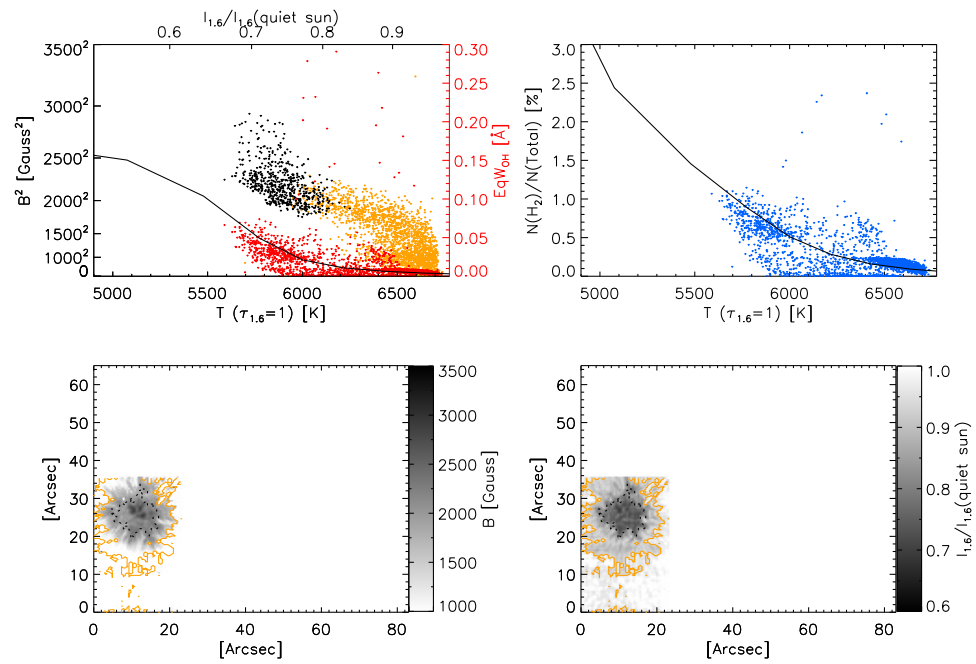 I1.6/I1.6(quiet sun)
0.6 0.7 0.8 0.9
3500²
3000²
2500²
2000²
1500²
1000²
0
B² [Gauss²]
0.30
0.25
0.20
0.15
0.10
0.05
0.00
EqWOH [Å]
5000 5500 6000 6500
T (τ1.6=1) [K]
3.0
2.5
2.0
1.5
1.0
0.5
0.0
N(H2)/N(Total) [%]
5000 5500 6000 6500
T (τ1.6=1) [K]
60
50
40
30
20
10
0
[Arcsec]
0 20 40 60 80
[Arcsec]
3500
3000
2500
2000
1500
1000
B [Gauss]
60
50
40
30
20
10
0
[Arcsec]
0 20 40 60 80
[Arcsec]
1.0
0.9
0.8
0.7
0.6
I1.6/I1.6(quiet sun)